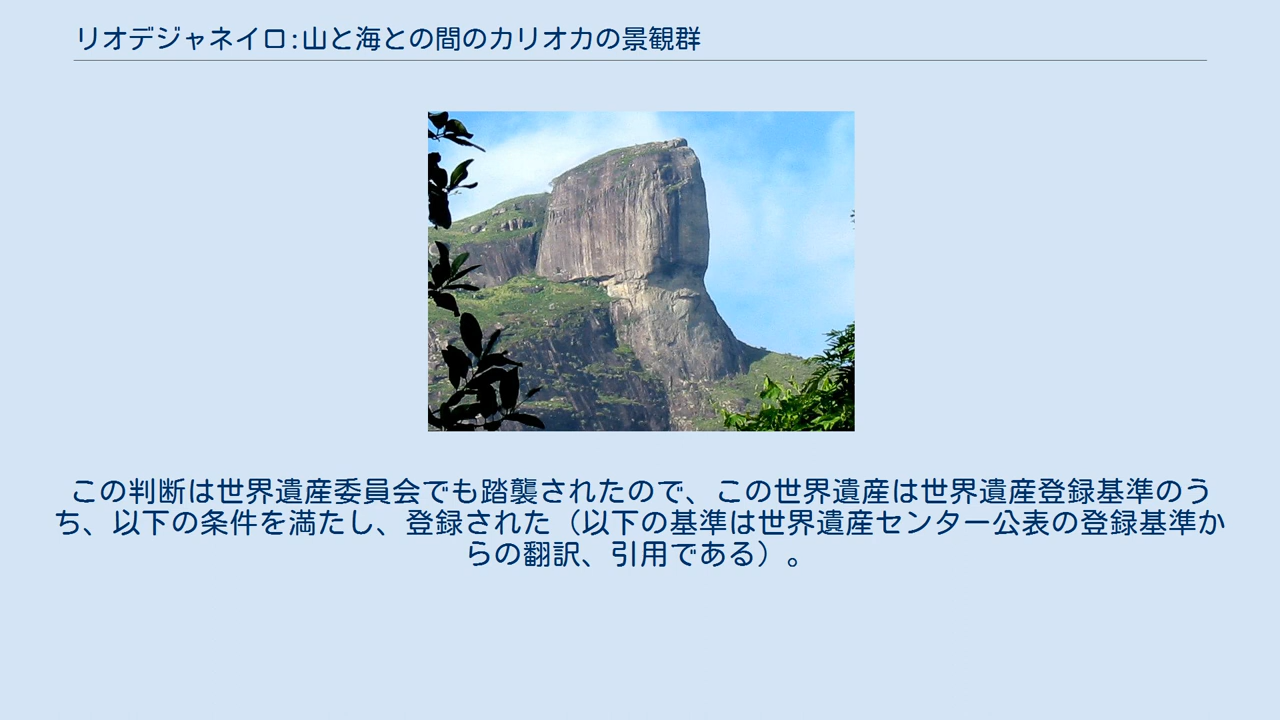 リオデジャネイロ:山と海との間のカリオカの景観群
この判断は世界遺産委員会でも踏襲されたので、この世界遺産は世界遺産登録基準のう
ち、以下の条件を満たし、登録された（以下の基準は世界遺産センター公表の登録基準か
らの翻訳、引用である）。